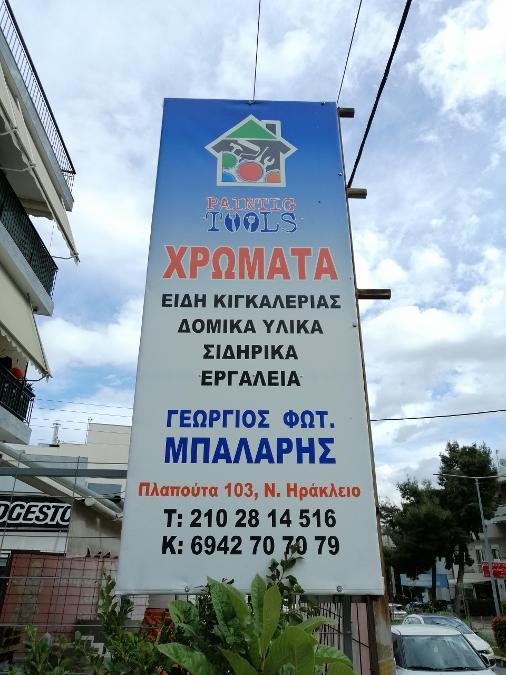 PAINTIG
TOOLS
ΧΡΩΜΑΤΑ
ΕΙΔΗ ΚΙΓΚΑΛΕΡΙΑΣ
ΔΟΜΙΚΑ ΥΛΙΚΑ
ΣΙΔΗΡΙΚΑ
ΕΡΓΑΛΕΙΑ
ΓΕΩΡΓΙΟΣ ΦΩΤ.
ΜΠΑΛΑΡΗΣ
Πλαπούτα 103, Ν. Ηράκλειο
Τ: 210 28 14 516
Κ: 6942 70 70 79
OGESTO